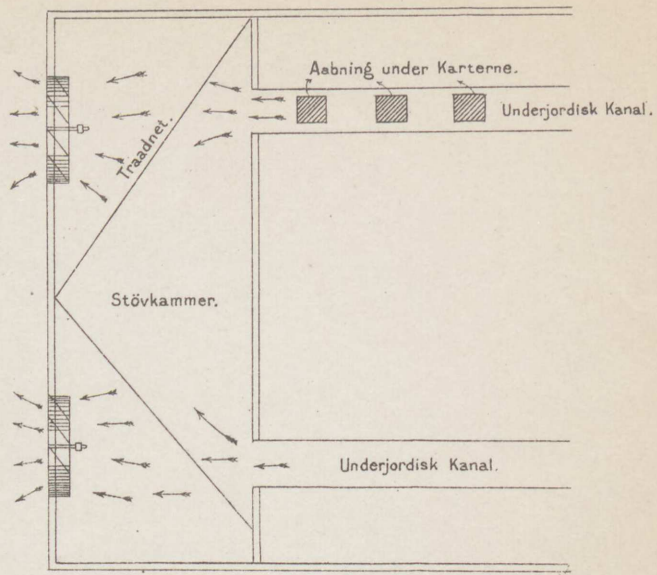 Aabning under Karterne.
Underjordisk Kanal.
Traadnet.
Stövkammer.
Underjordisk Kanal.